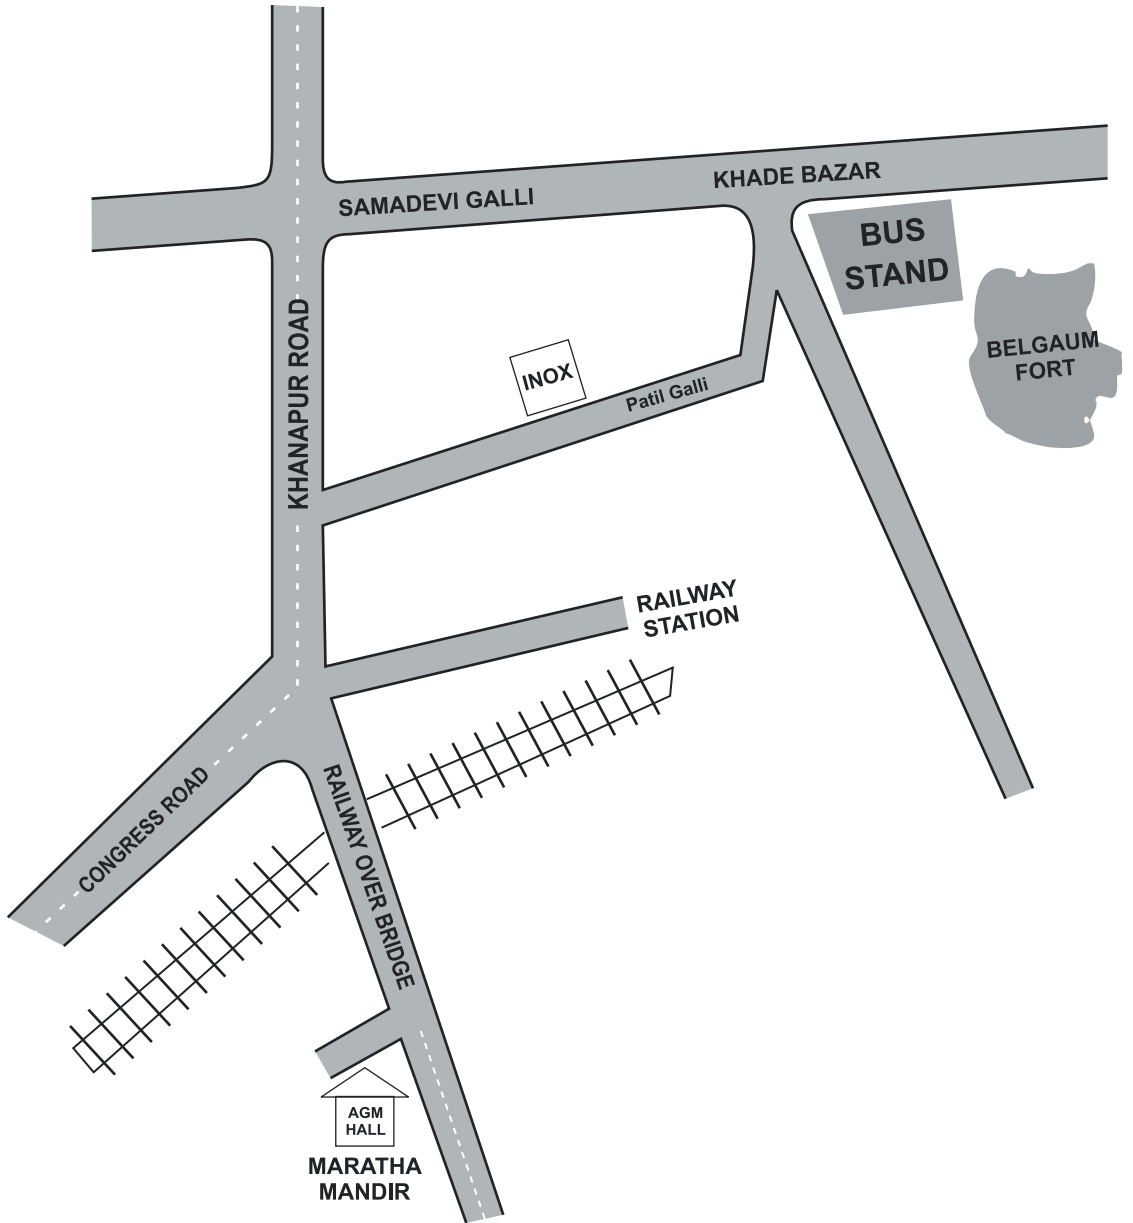 KHADE BAZAR
SAMADEVI GALLI
BUS
STAND
BELGAUM
FORT
KHANAPUR ROAD
INOX
Patil Galli
RAILWAY
STATION
CONGRESS ROAD
RAILWAY OVER BRIDGE
AGM
HALL
MARATHA
MANDIR